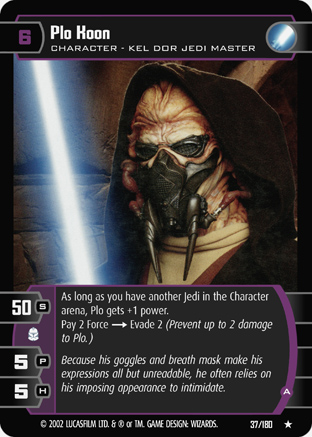 6 Plo Koon
CHARACTER - KEL DOR JEDI MASTER
50 S
As long as you have another Jedi in the Character
arena, Plo gets +1 power.
Pay 2 Force → Evade 2 (Prevent up to 2 damage
to Plo.)
5 P
Because his goggles and breath mask make his
expressions all but unreadable, he often relies on
his imposing appearance to intimidate.
5 H
A
© 2002 LUCASFILM LTD. & ® or TM. GAME DESIGN: WIZARDS. 37/180 ★